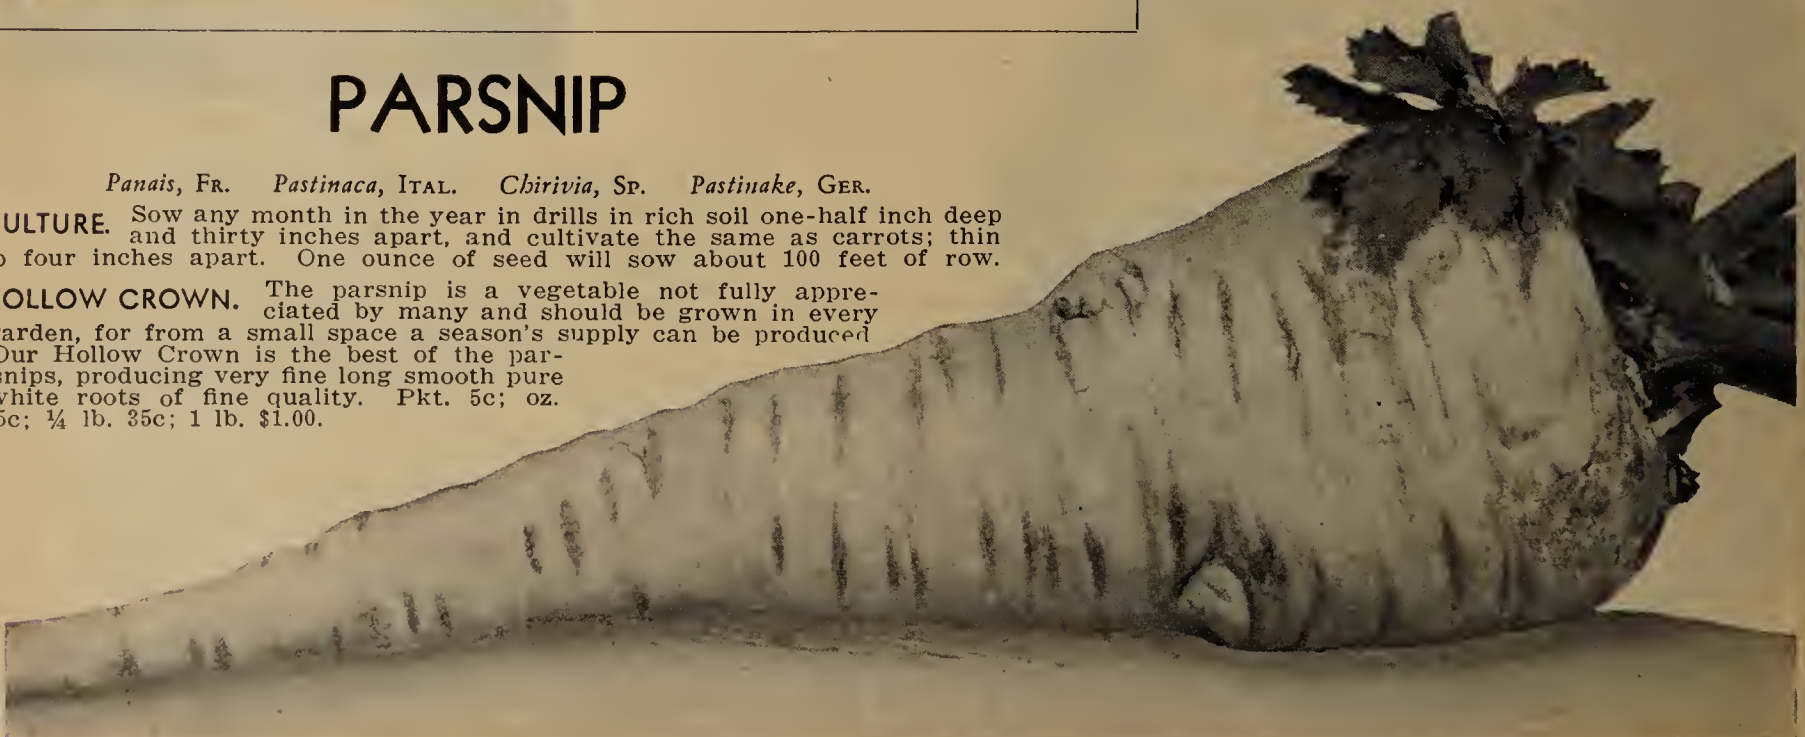 PARSNIP
Panais, FR. Pastinaca, ITAL. Chirivia, SP. Pastinake, GER.
ULTURE. Sow any month in the year in drills in rich soil one-half inch deep
and thirty inches apart, and cultivate the same as carrots; thin
o four inches apart. One ounce of seed will sow about 100 feet of row.
OLLOW CROWN. The parsnip is a vegetable not fully appre-
ciated by many and should be grown in every
arden, for from a small space a season's supply can be produced
Our Hollow Crown is the best of the par-
snips, producing very fine long smooth pure
white roots of fine quality. Pkt. 5c; oz.
5c; ¼ lb. 35c; 1 lb. $1.00.